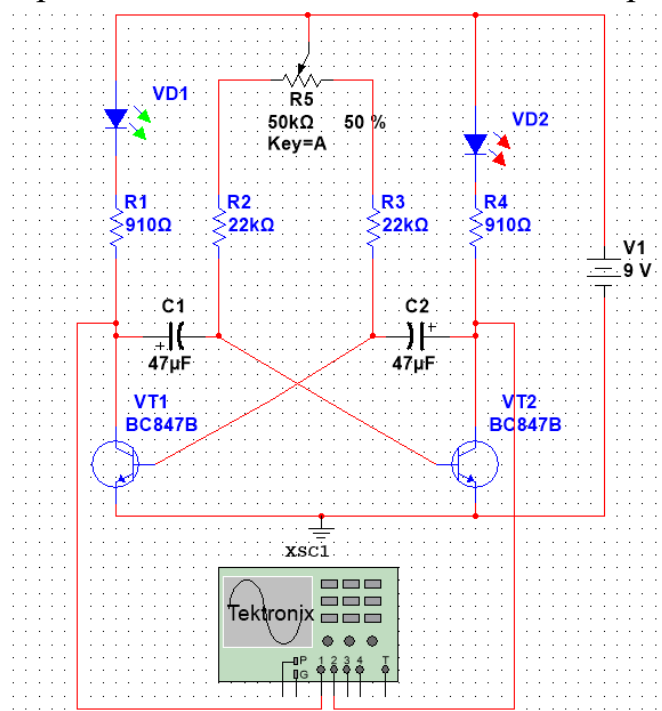 VD1
R5
50kΩ 50 %
Key=A
VD2
R1
910Ω
R2
22kΩ
R3
22kΩ
R4
910Ω
V1
9 V
C1
+
47µF
C2
+
47µF
VT1
BC847B
VT2
BC847B
XSC1
Tektronix
P
G
1 2 3 4 T